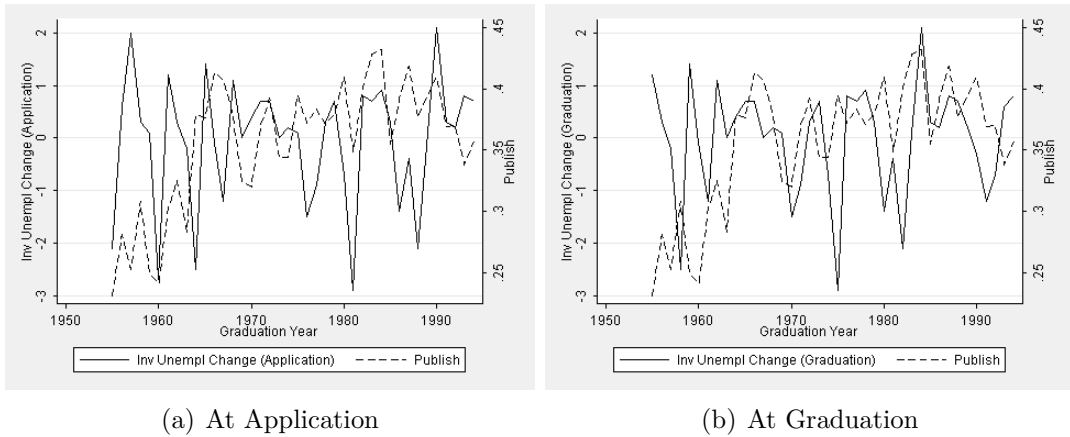 Inv Unempl Change (Application)
-3 -2 -1 0 1 2
Publish
.25 .3 .35 .4 .45
1950 1960 1970 1980 1990
Graduation Year
Inv Unempl Change (Application) Publish
(a) At Application
Inv Unempl Change (Graduation)
-3 -2 -1 0 1 2
Publish
.25 .3 .35 .4 .45
1950 1960 1970 1980 1990
Graduation Year
Inv Unempl Change (Graduation) Publish
(b) At Graduation